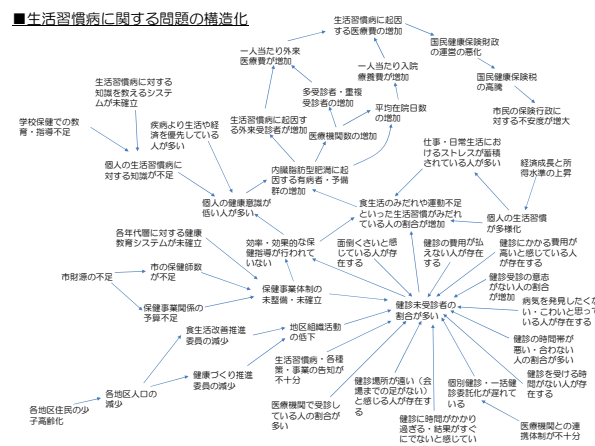 ■生活習慣病に関する問題の構造化
生活習慣病に起因
する医療費の増加
国民健康保険財政
の運営の悪化
一人当たり外来
医療費が増加
一人当たり入院
療養費が増加
国民健康保険税
の高騰
生活習慣病に対する
知識を教えるシステ
ムが未確立
多受診者・重複
受診者の増加
平均在院日数
の増加
市民の保険行政に
対する不安度が増大
学校保健での教
育・指導不足
疾病より生活や経
済を優先している
人が多い
生活習慣病に起因す
る外来受診者が増加
医療機関数の増加
仕事・日常生活にお
けるストレスが蓄積
されている人が多い
経済成長と所
得水準の上昇
個人の生活習慣病に
対する知識が不足
内臓脂肪型肥満に起
因する有病者・予備
群の増加
個人の健康意識が
低い人が多い
食生活のみだれや運動不足
といった生活習慣がみだれ
ている人の割合が増加
個人の生活習慣
が多様化
各年代層に対する健康
教育システムが未確立
効率・効果的な保
健指導が行われて
いない
面倒くさいと感
じている人が存
在する
健診の費用が払
えない人が存在
する
健診にかかる費用が
高いと感じている人
が存在する
市財源の不足
市の保健師数
が不足
保健事業体制の
未整備・未確立
健診受診の意志
がない人の割合
が増加
保健事業関係の
予算不足
健診未受診者の
割合が多い
病気を発見したくな
い・こわいと思って
いる人が存在する
食生活改善推進
委員の減少
地区組織活動
の低下
健診の時間帯が
悪い・合わない
人の割合が多い
生活習慣病・各種
策・事業の告知が
不十分
健康づくり推進
委員の減少
健診を受ける時
間がない人が存
在する
各地区人口の
減少
健診場所が遠い（会
場までの足がない）
と感じる人が存在す
る
個別健診・一括健
診委託化が遅れて
いる
各地区住民の少
子高齢化
医療機関で受診し
ている人の割合が
多い
健診に時間がかかり
過ぎる・結果がすぐ
にでないと感じてい
医療機関との連
携体制が不十分